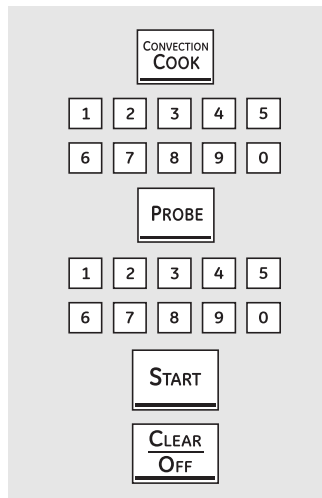 CONVECTION
COOK
1 2 3 4 5
6 7 8 9 0
PROBE
1 2 3 4 5
6 7 8 9 0
START
CLEAR
OFF